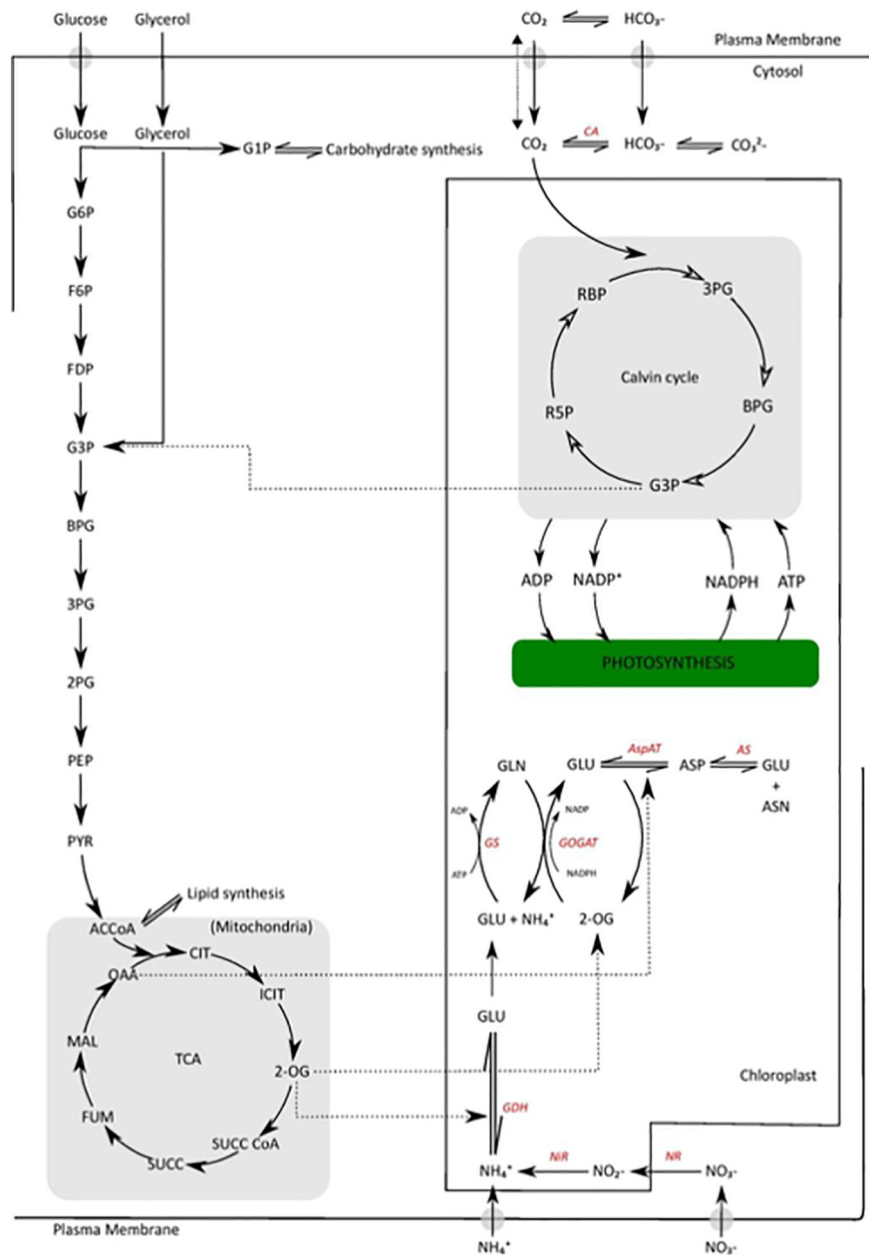 Glucose Glycerol CO₂ HCO₃-
Plasma Membrane
Cytosol
Glucose Glycerol G1P Carbohydrate synthesis CO₂ CA HCO₃- CO₃²-
G6P
F6P
FDP
G3P
BPG
3PG
2PG
PEP
PYR
RBP 3PG
Calvin cycle
R5P BPG
G3P
ADP NADP⁺ NADPH ATP
PHOTOSYNTHESIS
GLN GLU AspAT ASP AS GLU
+
ASN
ADP NADP
GS GOGAT
ATP NADPH
GLU + NH₄⁺ 2-OG
Lipid synthesis
ACCoA (Mitochondria)
OAA CIT
ICIT
MAL TCA 2-OG
FUM SUCC CoA
SUCC
GLU
Chloroplast
GDH
NH₄⁺ NiR NO₂- NR NO₃-
Plasma Membrane
NH₄⁺ NO₃-